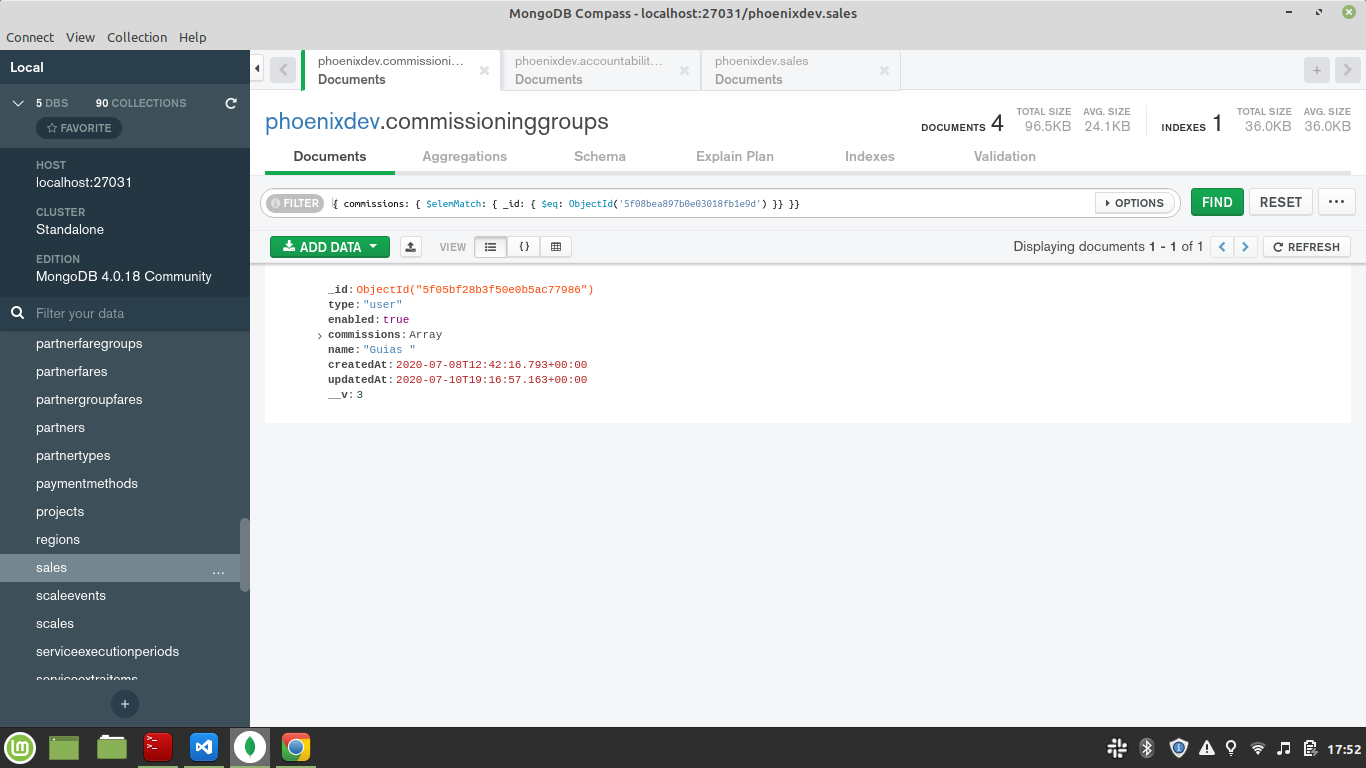 MongoDB Compass - localhost:27031/phoenixdev.sales
Connect View Collection Help
Local
5 DBS 90 COLLECTIONS
FAVORITE
HOST
localhost:27031
CLUSTER
Standalone
EDITION
MongoDB 4.0.18 Community
Filter your data
partnerfaregroups
partnerfares
partnergroupfares
partners
partnertypes
paymentmethods
projects
regions
sales ...
scaleevents
scales
serviceexecutionperiods
serviceextraitems
+
phoenixdev.commissioni...
Documents
phoenixdev.accountabilit...
Documents
phoenixdev.sales
Documents
phoenixdev.commissioninggroups
DOCUMENTS 4
TOTAL SIZE
96.5KB
AVG. SIZE
24.1KB
INDEXES 1
TOTAL SIZE
36.0KB
AVG. SIZE
36.0KB
Documents Aggregations Schema Explain Plan Indexes Validation
FILTER { commissions: { $elemMatch: { _id: { $eq: ObjectId('5f08bea897b0e03018fb1e9d') }} }} OPTIONS FIND RESET ...
ADD DATA VIEW {} Displaying documents 1 - 1 of 1 < > REFRESH
_id: ObjectId("5f05bf28b3f50e0b5ac77986")
type: "user"
enabled: true
commissions: Array
name: "Guias "
createdAt: 2020-07-08T12:42:16.793+00:00
updatedAt: 2020-07-10T19:16:57.163+00:00
__v: 3
17:52